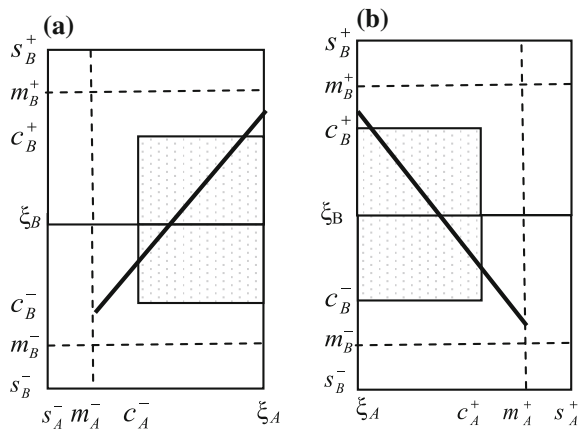 (a)
s_B^+
m_B^+
c_B^+
ξ_B
c_B^-
m_B^-
s_B^-
s_A^- m_A^- c_A^- ξ_A
(b)
s_B^+
m_B^+
c_B^+
ξ_B
c_B^-
m_B^-
s_B^-
ξ_A c_A^+ m_A^+ s_A^+